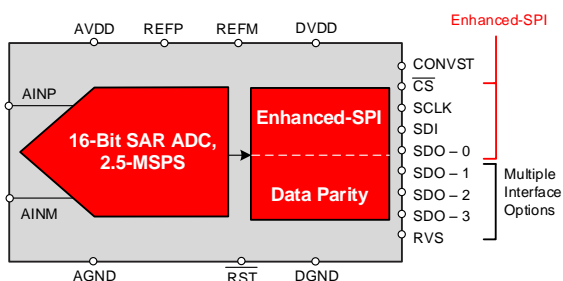 Enhanced-SPI
AVDD REFP REFM DVDD
CONVST
CS
SCLK
SDI
SDO – 0
SDO – 1
SDO – 2
SDO – 3
RVS
AINP
AINM
16-Bit SAR ADC,
2.5-MSPS
Enhanced-SPI
Data Parity
Multiple
Interface
Options
AGND RST DGND